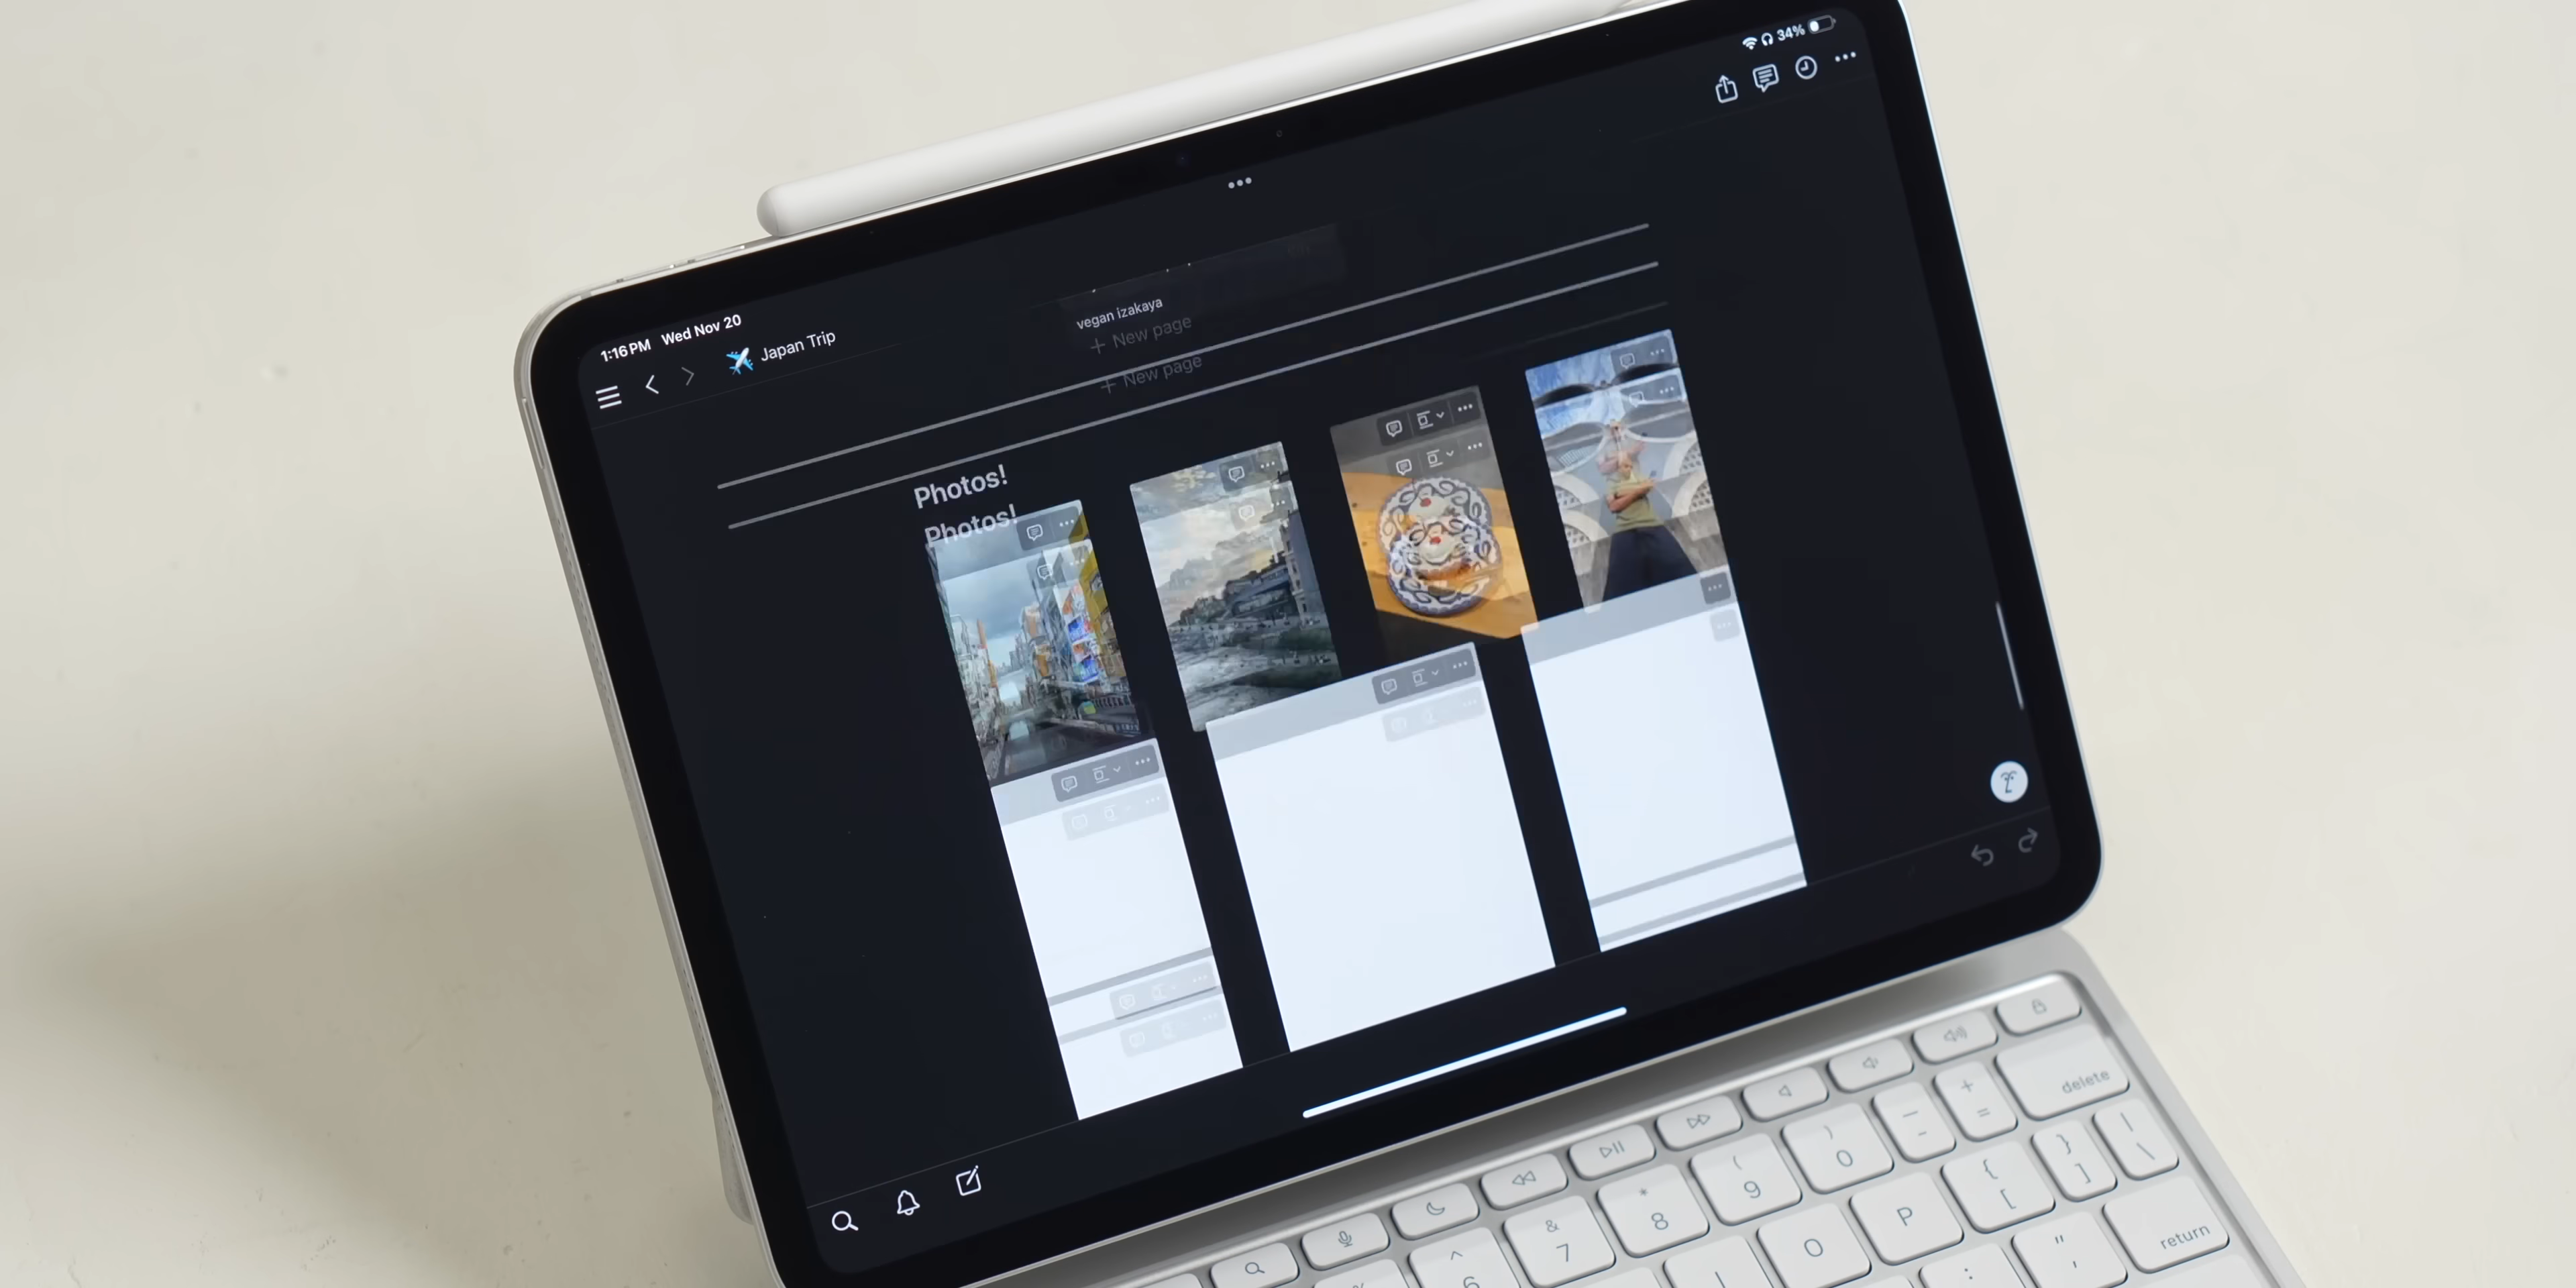 1:16 PM Wed Nov 20
34%
Japan Trip
vegan izakaya
+ New page
+ New page
Photos!
Photos!
delete
+
=
—
-
)
0
(
9
*
8
&
7
^
6
}
]
{
[
|
\
P
O
return
"
'
: